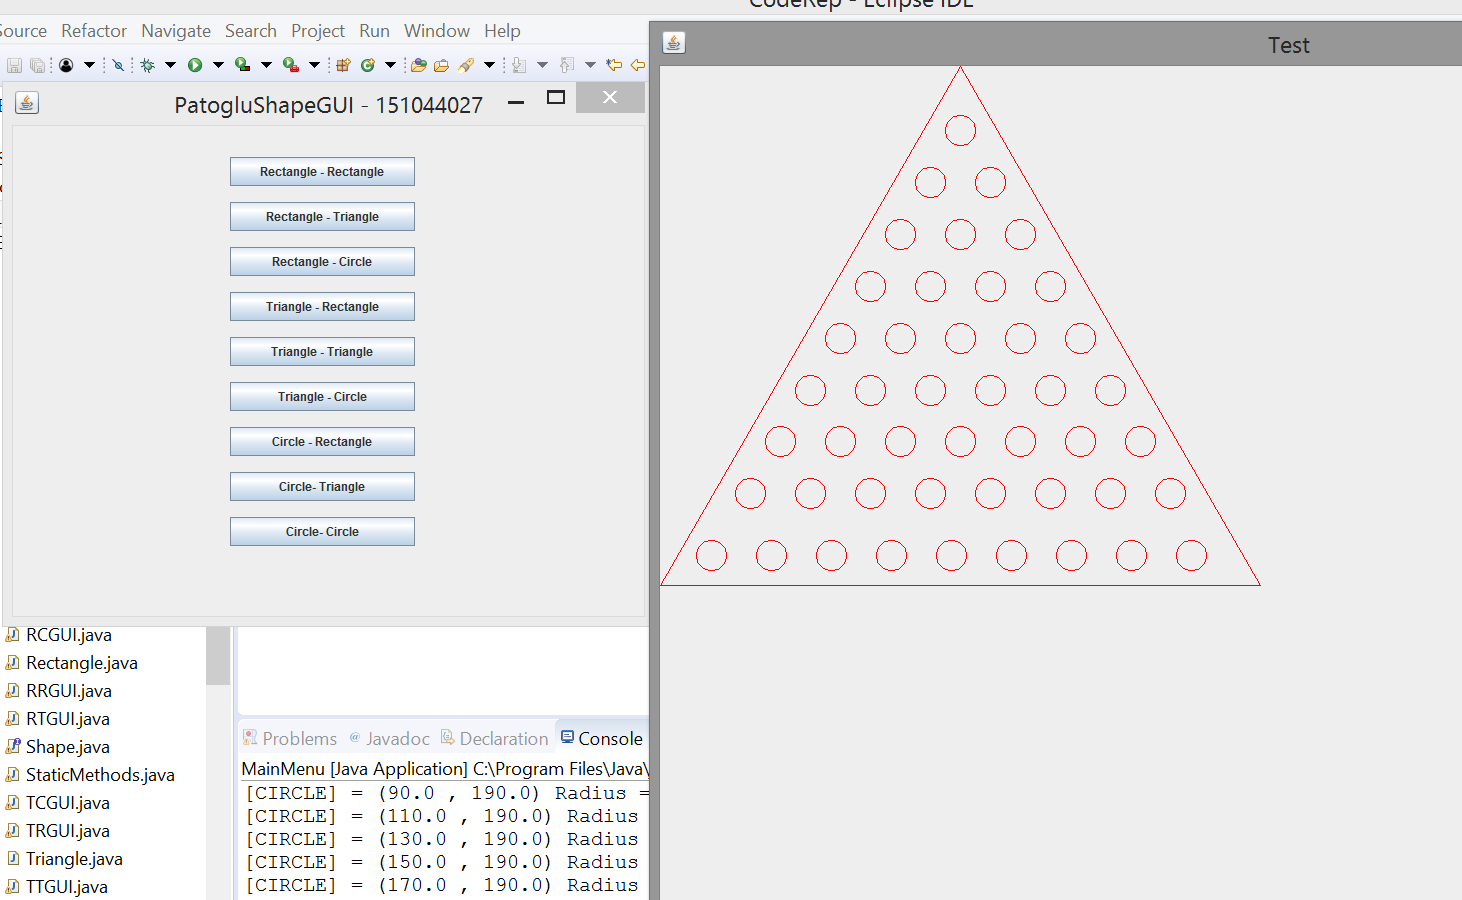 CodeRep - Eclipse IDE
Source Refactor Navigate Search Project Run Window Help
Test
PatogluShapeGUI - 151044027
Rectangle - Rectangle
Rectangle - Triangle
Rectangle - Circle
Triangle - Rectangle
Triangle - Triangle
Triangle - Circle
Circle - Rectangle
Circle- Triangle
Circle- Circle
RCGUI.java
Rectangle.java
RRGUI.java
RTGUI.java
Shape.java
StaticMethods.java
TCGUI.java
TRGUI.java
Triangle.java
TTGUI.java
Problems @ Javadoc Declaration Console
MainMenu [Java Application] C:\Program Files\Java\
[CIRCLE] = (90.0 , 190.0) Radius =
[CIRCLE] = (110.0 , 190.0) Radius
[CIRCLE] = (130.0 , 190.0) Radius
[CIRCLE] = (150.0 , 190.0) Radius
[CIRCLE] = (170.0 , 190.0) Radius